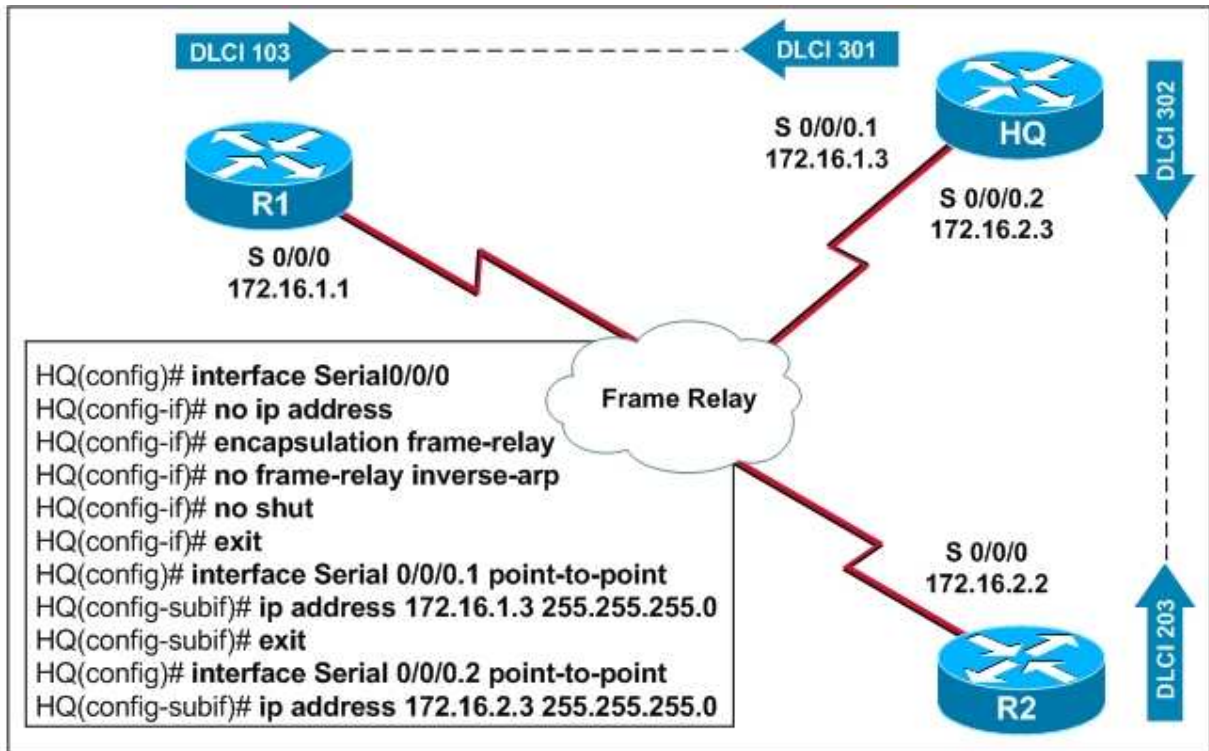 DLCI 103
DLCI 301
DLCI 302
S 0/0/0.1
172.16.1.3
HQ
R1
S 0/0/0.2
172.16.2.3
S 0/0/0
172.16.1.1
Frame Relay
HQ(config)# interface Serial0/0/0
HQ(config-if)# no ip address
HQ(config-if)# encapsulation frame-relay
HQ(config-if)# no frame-relay inverse-arp
HQ(config-if)# no shut
HQ(config-if)# exit
HQ(config)# interface Serial 0/0/0.1 point-to-point
HQ(config-subif)# ip address 172.16.1.3 255.255.255.0
HQ(config-subif)# exit
HQ(config)# interface Serial 0/0/0.2 point-to-point
HQ(config-subif)# ip address 172.16.2.3 255.255.255.0
S 0/0/0
172.16.2.2
R2
DLCI 203